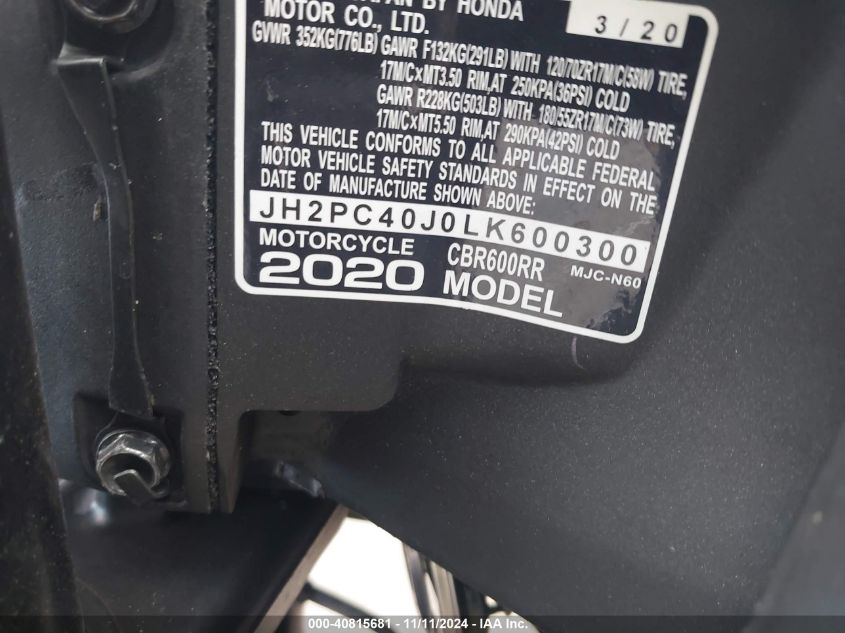 JAPAN BY HONDA
MOTOR CO., LTD.
3/20
GVWR 352KG(776LB) GAWR F132KG(291LB) WITH 120/70ZR17M/C(58W) TIRE,
17M/C×MT3.50 RIM,AT 250KPA(36PSI) COLD
GAWR R228KG(503LB) WITH 180/55ZR17M/C(73W) TIRE,
17M/C×MT5.50 RIM,AT 290KPA(42PSI) COLD
THIS VEHICLE CONFORMS TO ALL APPLICABLE FEDERAL
MOTOR VEHICLE SAFETY STANDARDS IN EFFECT ON THE
DATE OF MANUFACTURE SHOWN ABOVE:
JH2PC40J0LK600300
MOTORCYCLE CBR600RR MJC-N60
2020 MODEL
000-40815681 - 11/11/2024 - IAA Inc.